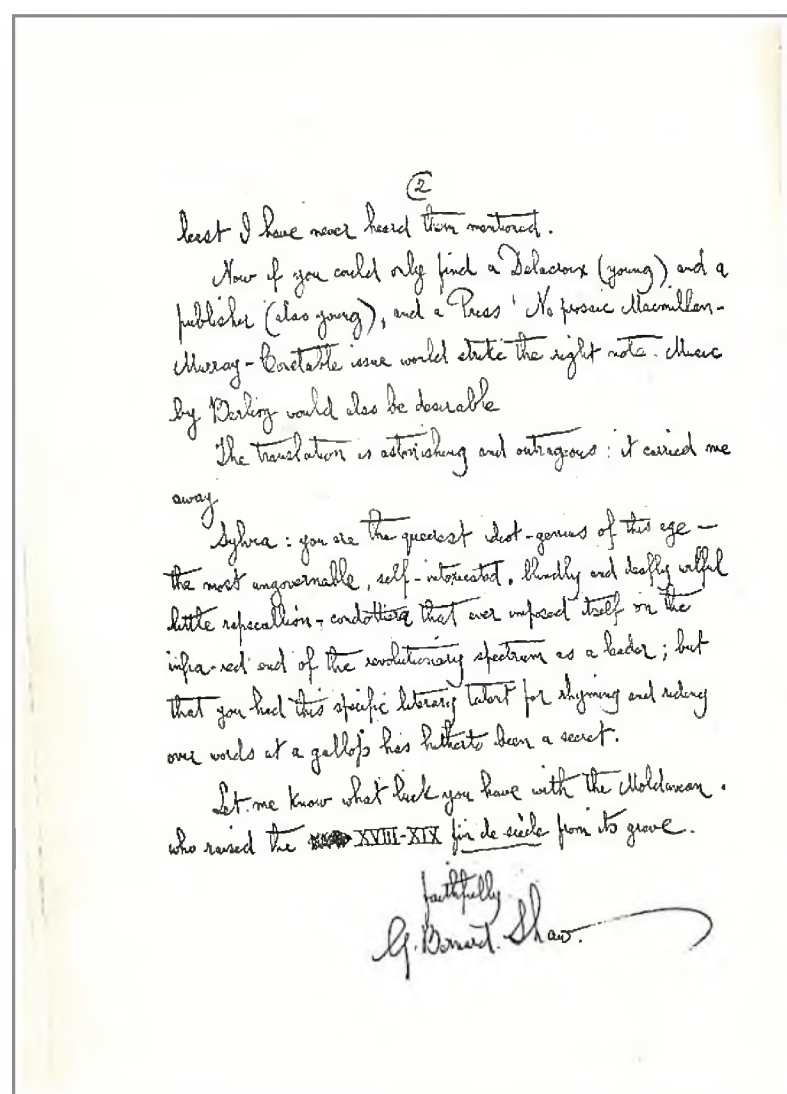 2
least I have never heard them mentioned.
Now if you could only find a Delacroix (young) and a
publisher (also young), and a Press! No prosaic Macmillan-
Murray-Constable issue would strike the right note. Music
by Berlioz would also be desirable
The translation is astonishing and outrageous: it carried me
away
Sylvia: you are the queerest idiot-genius of this age –
the most ungovernable, self-intoxicated, blindly and deafly wilful
little rapscallion-condottiera that ever imposed itself on the
infra-red end of the revolutionary spectrum as a leader; but
that you had this specific literary talent for rhyming and riding
over words at a gallop has hitherto been a secret.
Let me know what luck you have with the Moldavian.
who raised the XVIII-XIX fin de siècle from its grave.
faithfully
G. Bernard Shaw.